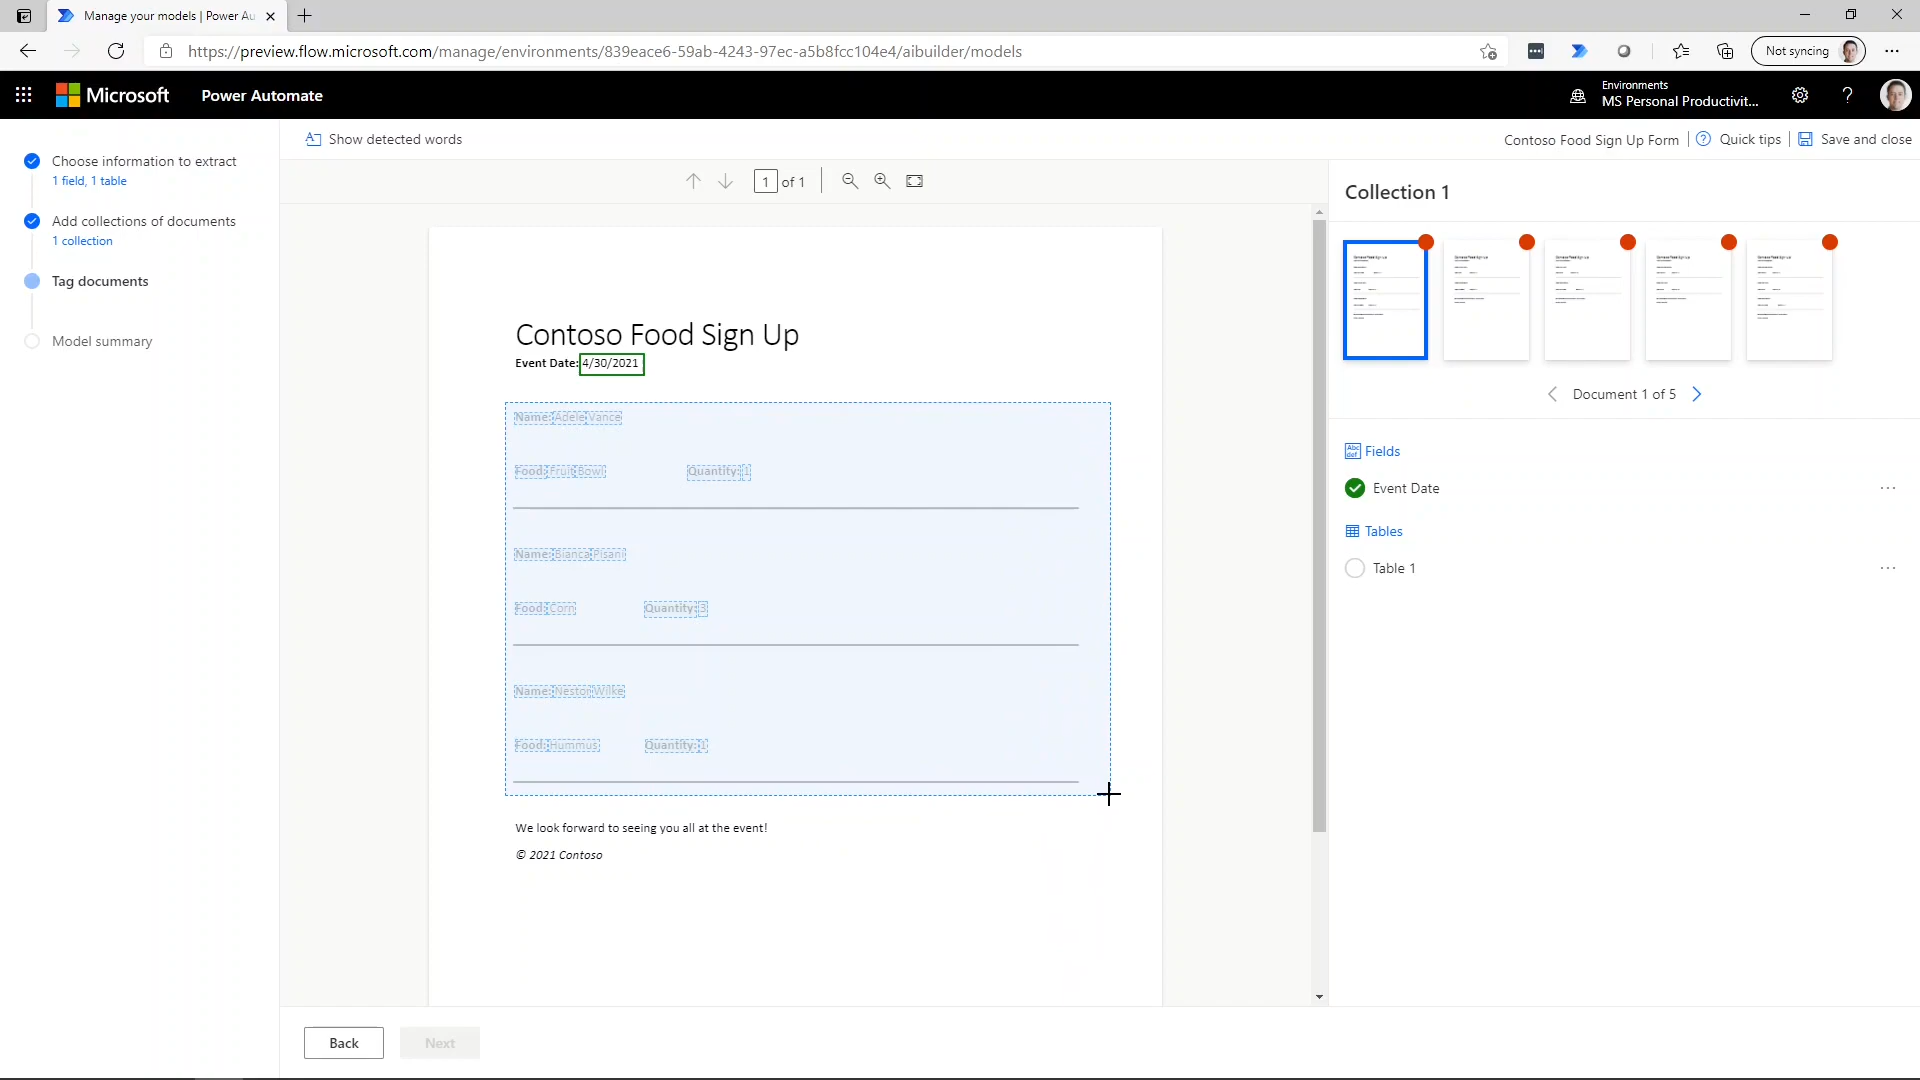 Manage your models | Power Au
https://preview.flow.microsoft.com/manage/environments/839eace6-59ab-4243-97ec-a5b8fcc104e4/aibuilder/models
Not syncing
Microsoft
Power Automate
Environments
MS Personal Productivit...
?
Choose information to extract
1 field, 1 table
Add collections of documents
1 collection
Tag documents
Model summary
Show detected words
Contoso Food Sign Up Form
Quick tips
Save and close
1 of 1
Contoso Food Sign Up
Event Date: 4/30/2021
Name: Adele Vance
Food: Fruit Bowl Quantity: 1
Name: Bianca Pisani
Food: Corn Quantity: 3
Name: Nestor Wilke
Food: Hummus Quantity: 1
We look forward to seeing you all at the event!
© 2021 Contoso
Collection 1
Document 1 of 5
Fields
Event Date
Tables
Table 1
Back
Next